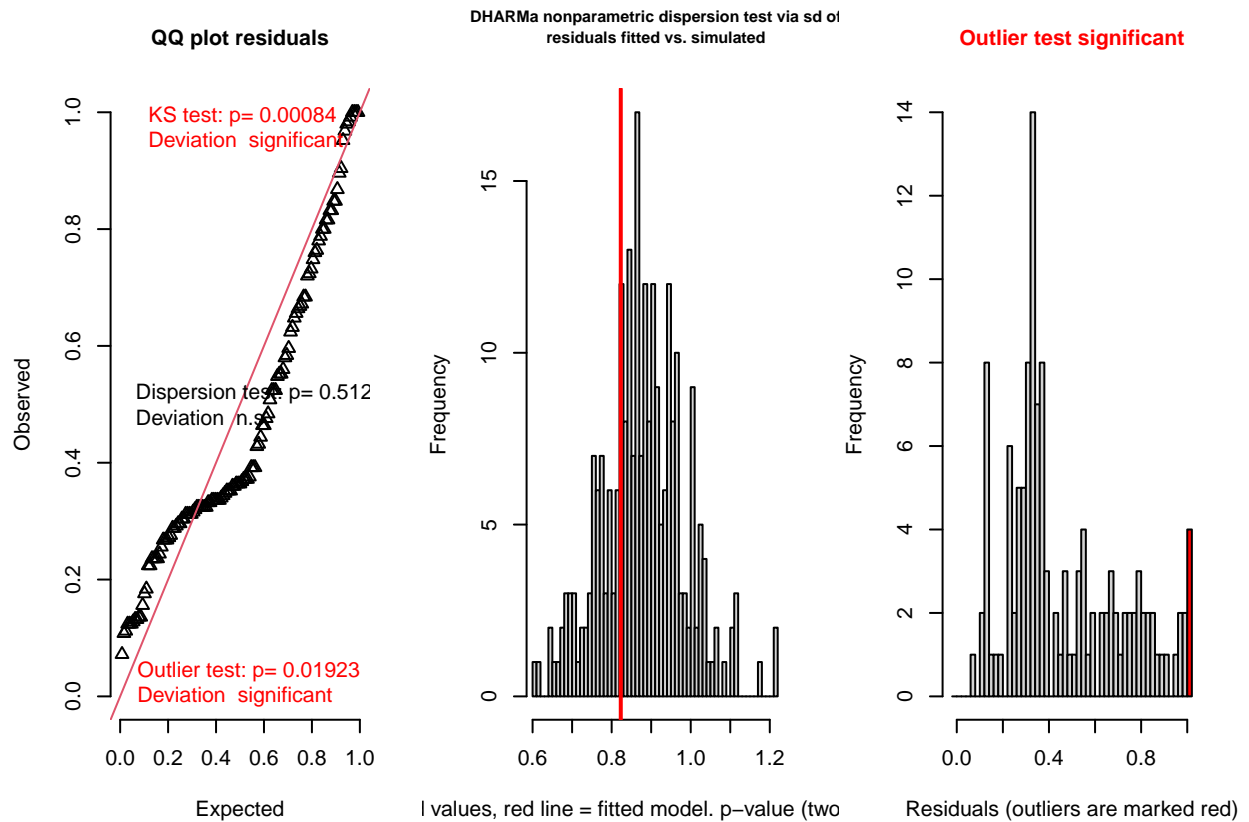 QQ plot residuals
KS test: p= 0.00084
Deviation  significant
Dispersion test: p= 0.512
Deviation  n.s.
Outlier test: p= 0.01923
Deviation  significant
Observed
0.0 0.2 0.4 0.6 0.8 1.0
0.0 0.2 0.4 0.6 0.8 1.0
Expected
DHARMa nonparametric dispersion test via sd of
residuals fitted vs. simulated
Frequency
0 5 10 15
0.6 0.8 1.0 1.2
values, red line = fitted model. p−value (two
Outlier test significant
Frequency
0 2 4 6 8 10 12 14
0.0 0.4 0.8
Residuals (outliers are marked red)